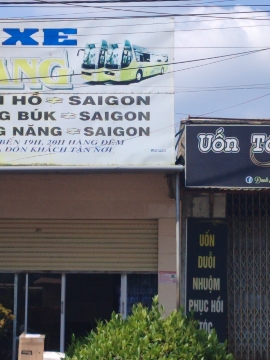 XE
ANG
HỒ SAIGON
G BÚK SAIGON
G NĂNG SAIGON
BẾN 19H, 20H HÀNG ĐÊM
ĐÓN KHÁCH TẬN NƠI
Uốn
UỐN
DUỖI
NHUỘM
PHỤC HỒI
TÓC